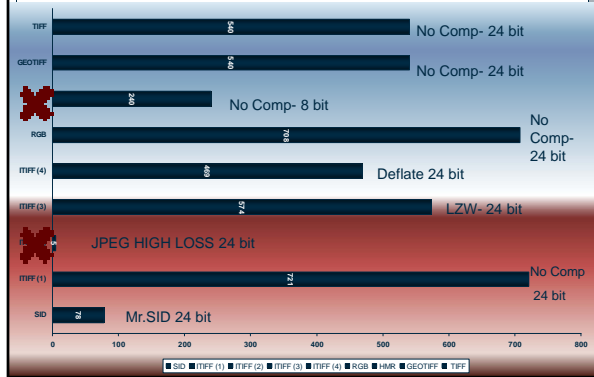 TIFF 540 No Comp- 24 bit
GEOTIFF 540 No Comp- 24 bit
240 No Comp- 8 bit
RGB 708 No
Comp-
24 bit
ITIFF (4) 469 Deflate 24 bit
ITIFF (3) 574 LZW- 24 bit
5 JPEG HIGH LOSS 24 bit
ITIFF (1) 721 No Comp
24 bit
SID 78 Mr.SID 24 bit
0 100 200 300 400 500 600 700 800
SID ITIFF (1) ITIFF (2) ITIFF (3) ITIFF (4) RGB HMR GEOTIFF TIFF